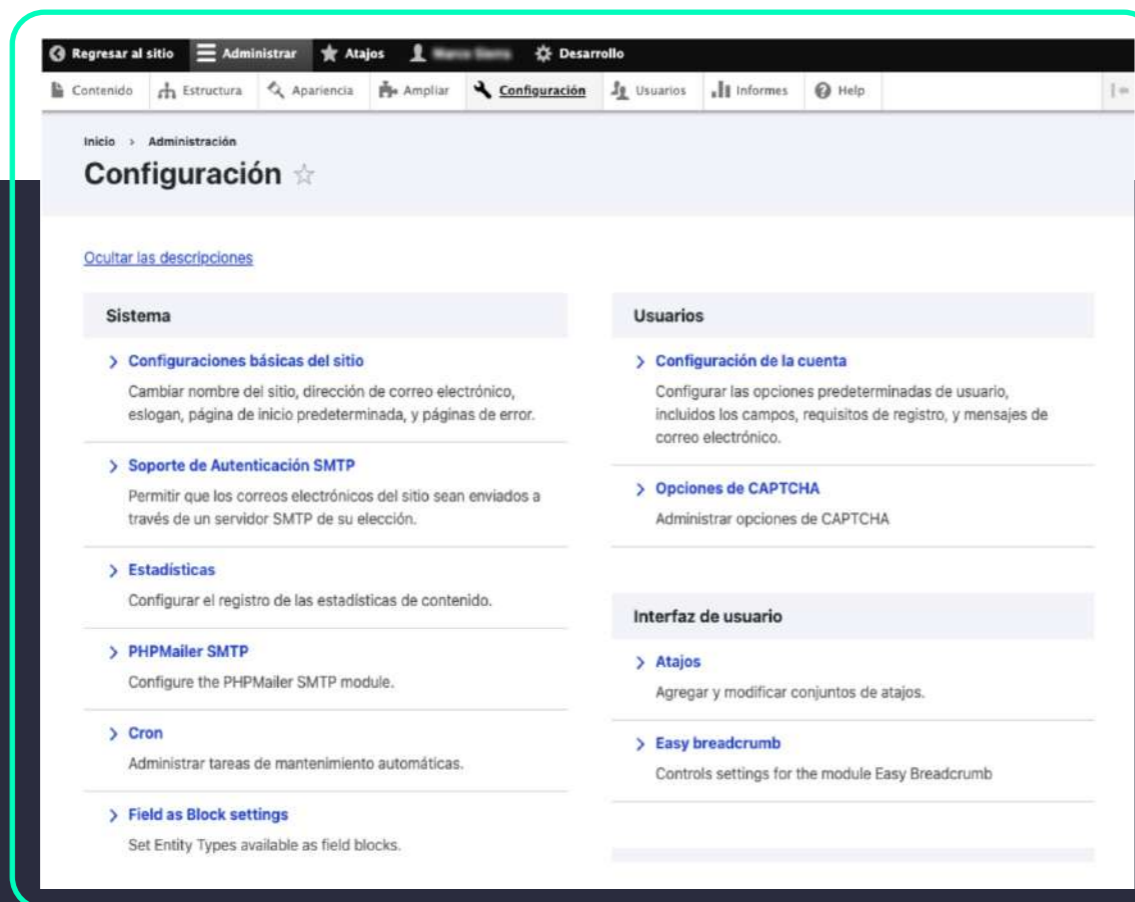 Regresar al sitio Administrar Atajos Desarrollo
Contenido Estructura Apariencia Ampliar Configuración Usuarios Informes Help
Inicio › Administración
Configuración
Ocultar las descripciones
Sistema
Configuraciones básicas del sitio
Cambiar nombre del sitio, dirección de correo electrónico,
eslogan, página de inicio predeterminada, y páginas de error.
Soporte de Autenticación SMTP
Permitir que los correos electrónicos del sitio sean enviados a
través de un servidor SMTP de su elección.
Estadísticas
Configurar el registro de las estadísticas de contenido.
PHPMailer SMTP
Configure the PHPMailer SMTP module.
Cron
Administrar tareas de mantenimiento automáticas.
Field as Block settings
Set Entity Types available as field blocks.
Usuarios
Configuración de la cuenta
Configurar las opciones predeterminadas de usuario,
incluidos los campos, requisitos de registro, y mensajes de
correo electrónico.
Opciones de CAPTCHA
Administrar opciones de CAPTCHA
Interfaz de usuario
Atajos
Agregar y modificar conjuntos de atajos.
Easy breadcrumb
Controls settings for the module Easy Breadcrumb